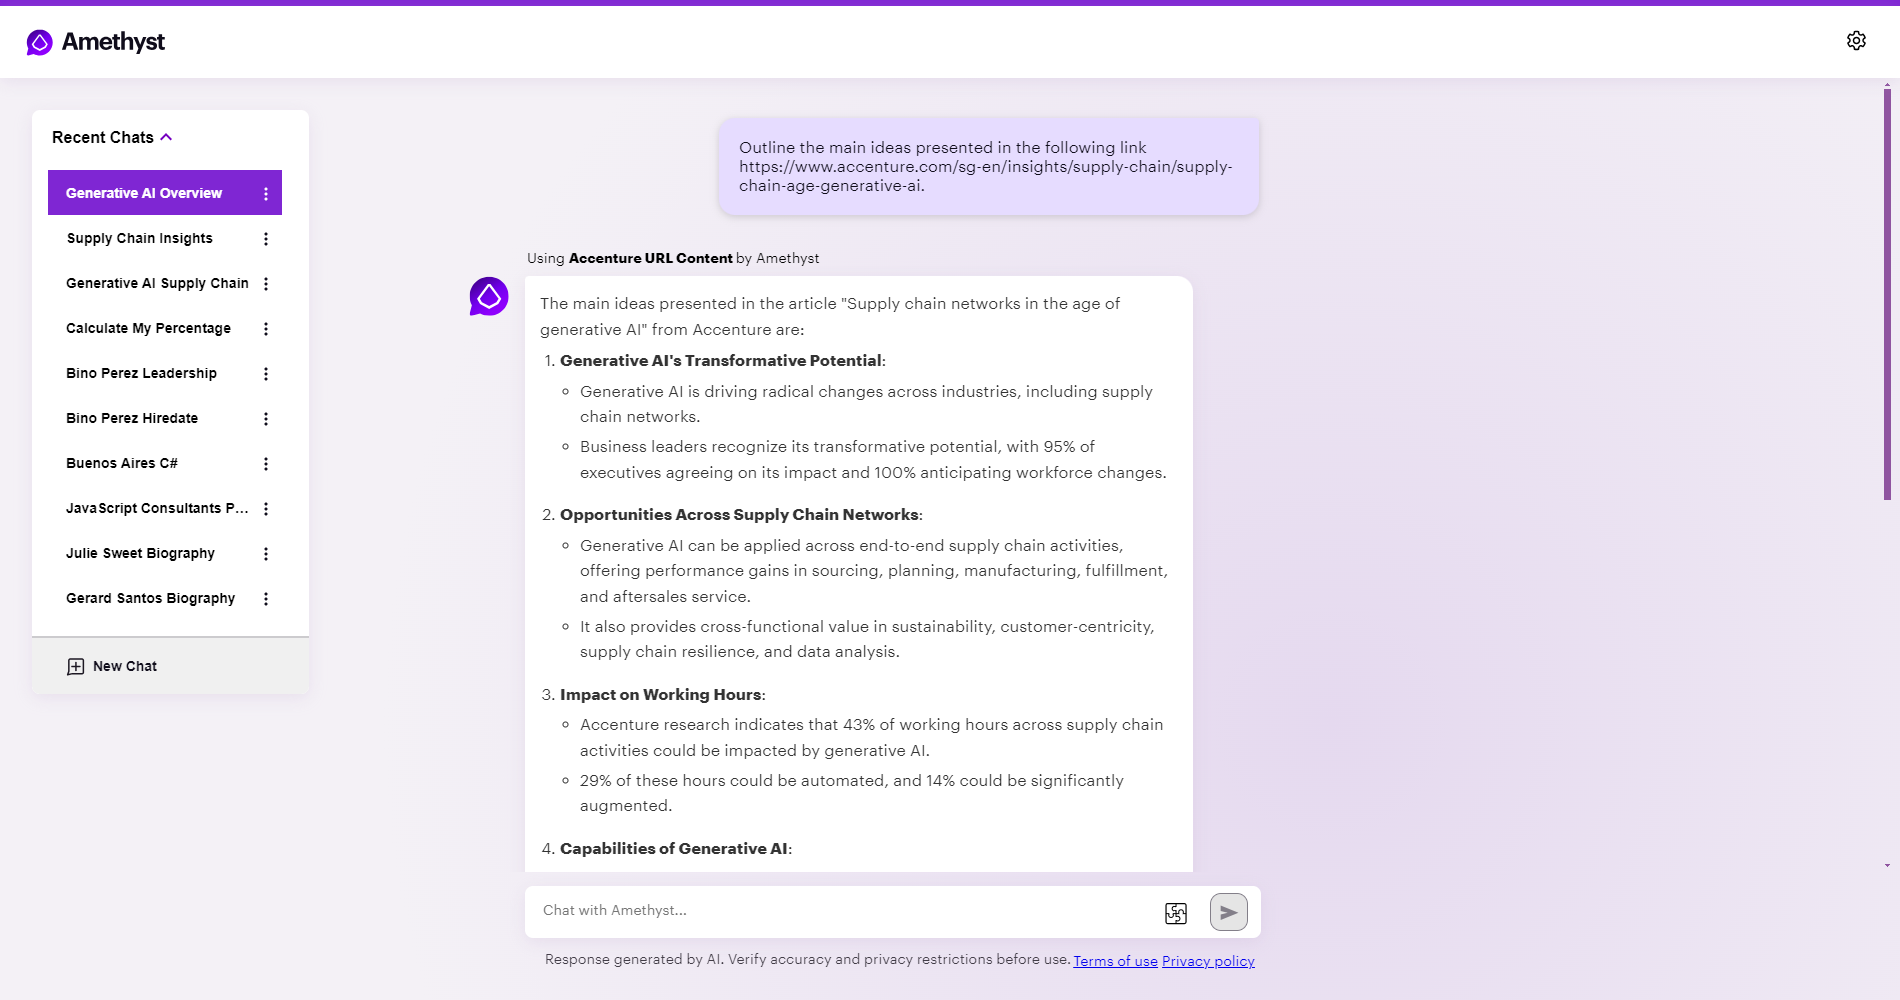 Amethyst
Recent Chats
Generative AI Overview
Supply Chain Insights
Generative AI Supply Chain
Calculate My Percentage
Bino Perez Leadership
Bino Perez Hiredate
Buenos Aires C#
JavaScript Consultants P...
Julie Sweet Biography
Gerard Santos Biography
New Chat
Outline the main ideas presented in the following link
https://www.accenture.com/sg-en/insights/supply-chain/supply-
chain-age-generative-ai.
Using Accenture URL Content by Amethyst
The main ideas presented in the article "Supply chain networks in the age of
generative AI" from Accenture are:
1. Generative AI's Transformative Potential:
Generative AI is driving radical changes across industries, including supply
chain networks.
Business leaders recognize its transformative potential, with 95% of
executives agreeing on its impact and 100% anticipating workforce changes.
2. Opportunities Across Supply Chain Networks:
Generative AI can be applied across end-to-end supply chain activities,
offering performance gains in sourcing, planning, manufacturing, fulfillment,
and aftersales service.
It also provides cross-functional value in sustainability, customer-centricity,
supply chain resilience, and data analysis.
3. Impact on Working Hours:
Accenture research indicates that 43% of working hours across supply chain
activities could be impacted by generative AI.
29% of these hours could be automated, and 14% could be significantly
augmented.
4. Capabilities of Generative AI:
Chat with Amethyst...
Response generated by AI. Verify accuracy and privacy restrictions before use. Terms of use Privacy policy